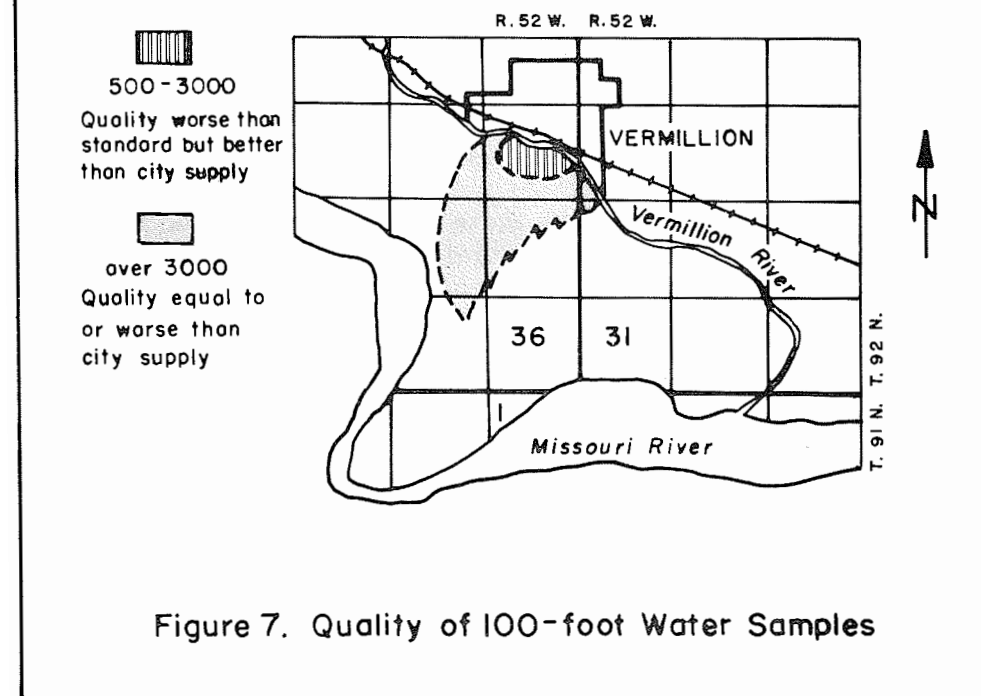 R. 52 W. R. 52 W.
500-3000
Quality worse than
standard but better
than city supply
over 3000
Quality equal to
or worse than
city supply
VERMILLION
Vermillion River
N
36 31
1
Missouri River
T. 91 N. T. 92 N.
Figure 7. Quality of 100-foot Water Samples